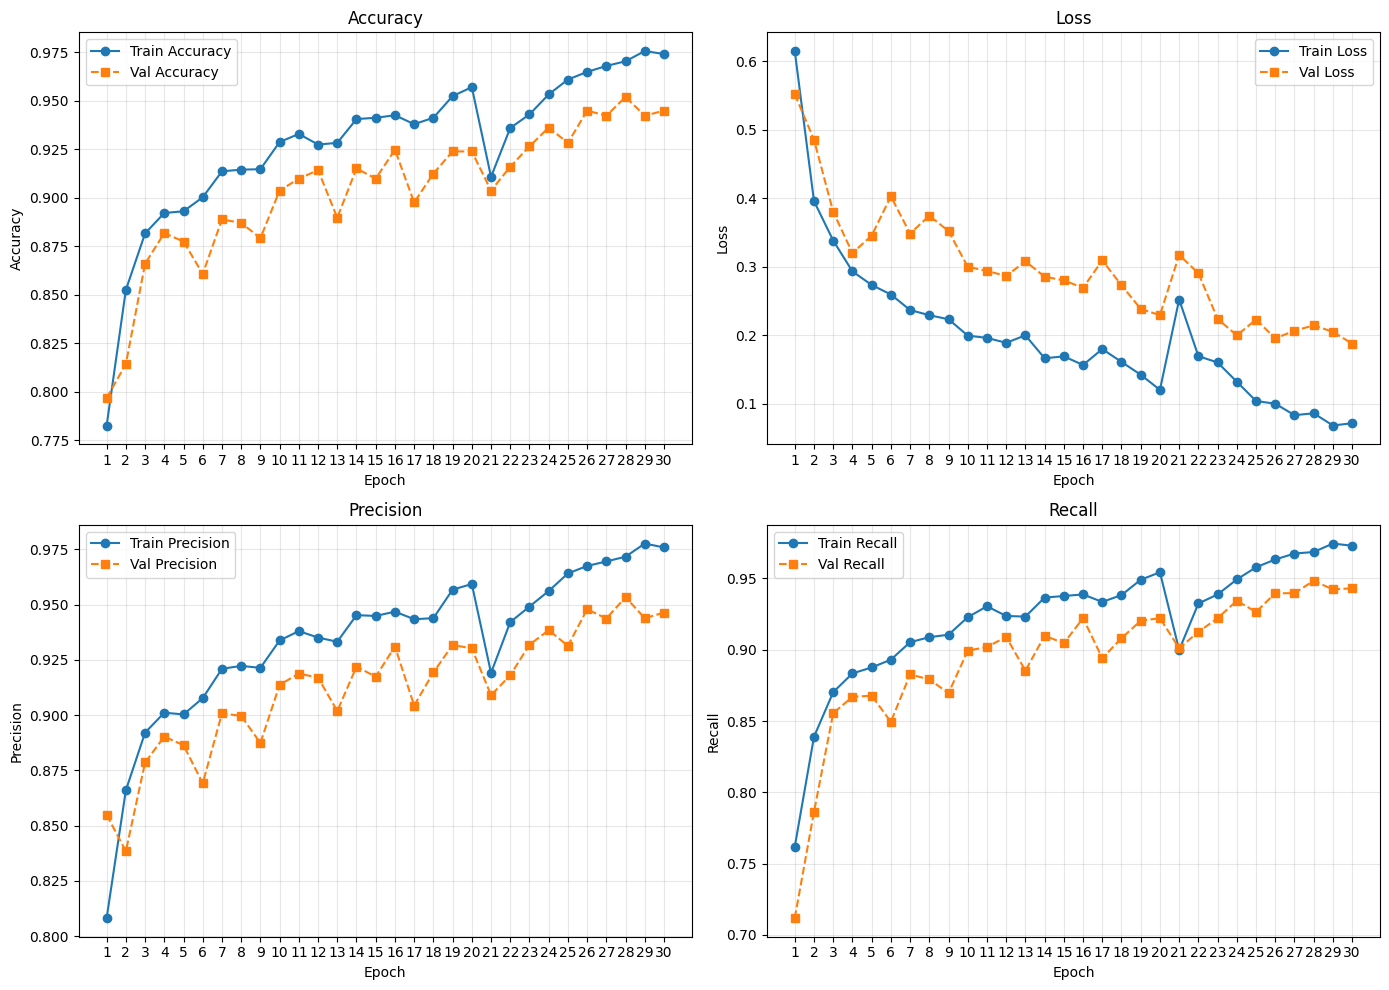 Accuracy
Train Accuracy
Val Accuracy
0.975
0.950
0.925
0.900
0.875
0.850
0.825
0.800
0.775
Accuracy
1 2 3 4 5 6 7 8 9 10 11 12 13 14 15 16 17 18 19 20 21 22 23 24 25 26 27 28 29 30
Epoch
Loss
Train Loss
Val Loss
0.6
0.5
0.4
0.3
0.2
0.1
Loss
1 2 3 4 5 6 7 8 9 10 11 12 13 14 15 16 17 18 19 20 21 22 23 24 25 26 27 28 29 30
Epoch
Precision
Train Precision
Val Precision
0.975
0.950
0.925
0.900
0.875
0.850
0.825
0.800
Precision
1 2 3 4 5 6 7 8 9 10 11 12 13 14 15 16 17 18 19 20 21 22 23 24 25 26 27 28 29 30
Epoch
Recall
Train Recall
Val Recall
0.95
0.90
0.85
0.80
0.75
0.70
Recall
1 2 3 4 5 6 7 8 9 10 11 12 13 14 15 16 17 18 19 20 21 22 23 24 25 26 27 28 29 30
Epoch